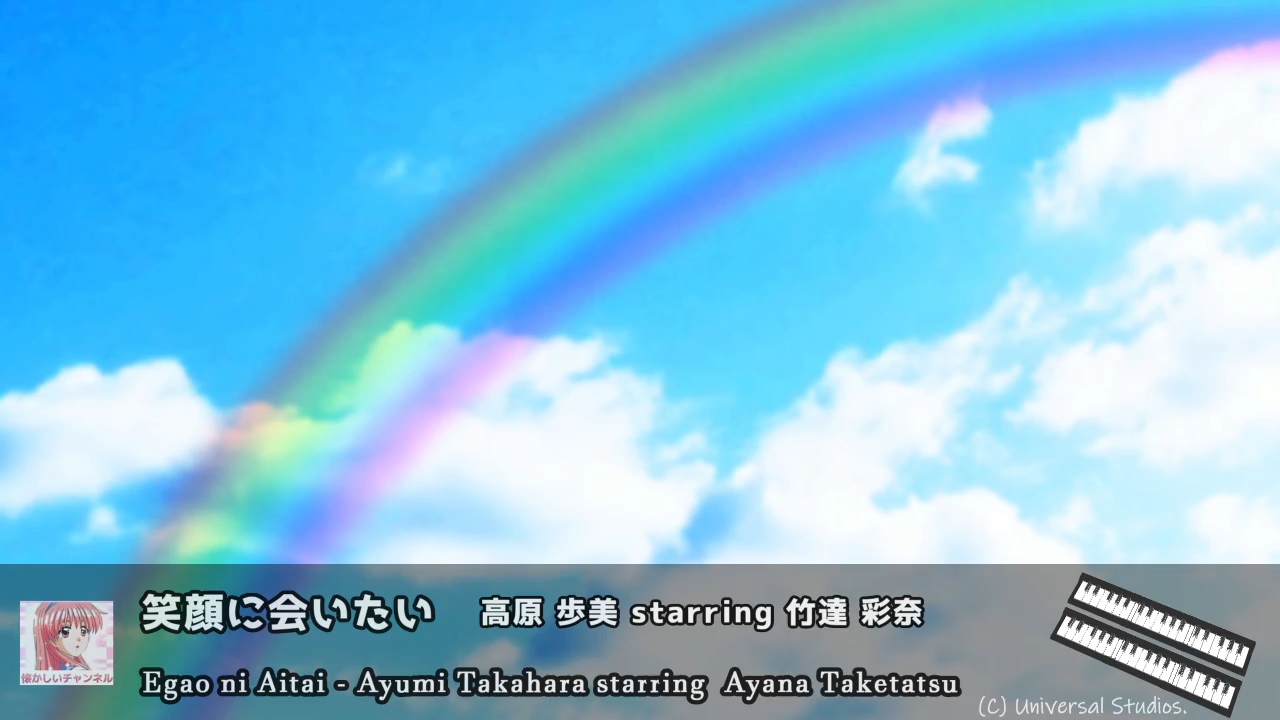 笑顔に会いたい 高原 歩美 starring 竹達 彩奈
Egao ni Aitai - Ayumi Takahara starring Ayana Taketatsu
懐かしいチャンネル
(C) Universal Studios.